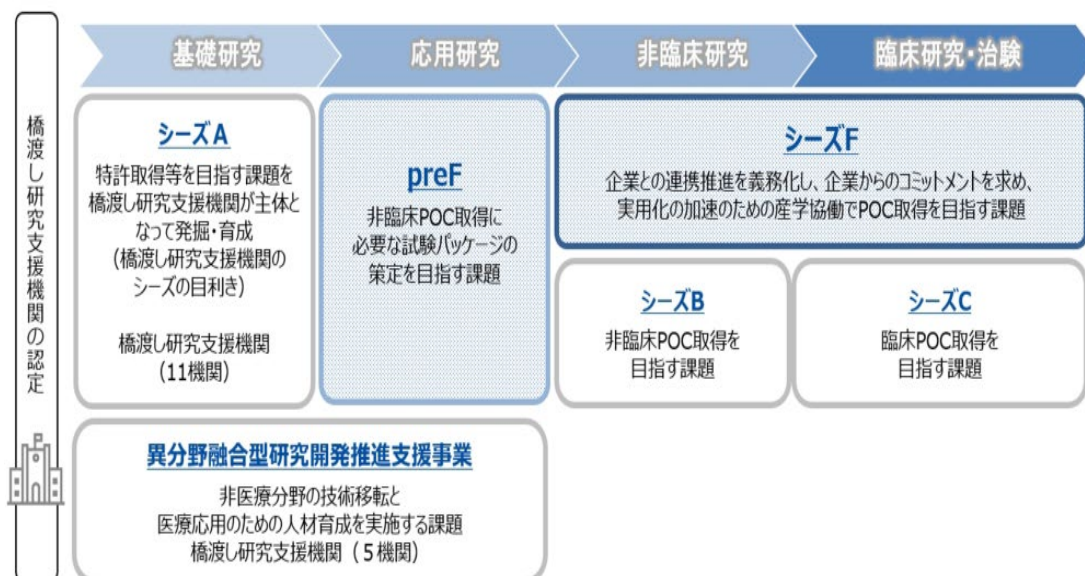 橋渡し研究支援機関の認定
基礎研究
応用研究
非臨床研究
臨床研究・治験
シーズA
特許取得等を目指す課題を
橋渡し研究支援機関が主体と
なって発掘・育成
(橋渡し研究支援機関の
シーズの目利き)
橋渡し研究支援機関
(11機関)
preF
非臨床POC取得に
必要な試験パッケージの
策定を目指す課題
シーズF
企業との連携推進を義務化し、企業からのコミットメントを求め、
実用化の加速のための産学協働でPOC取得を目指す課題
シーズB
非臨床POC取得を
目指す課題
シーズC
臨床POC取得を
目指す課題
異分野融合型研究開発推進支援事業
非医療分野の技術移転と
医療応用のための人材育成を実施する課題
橋渡し研究支援機関(5機関)